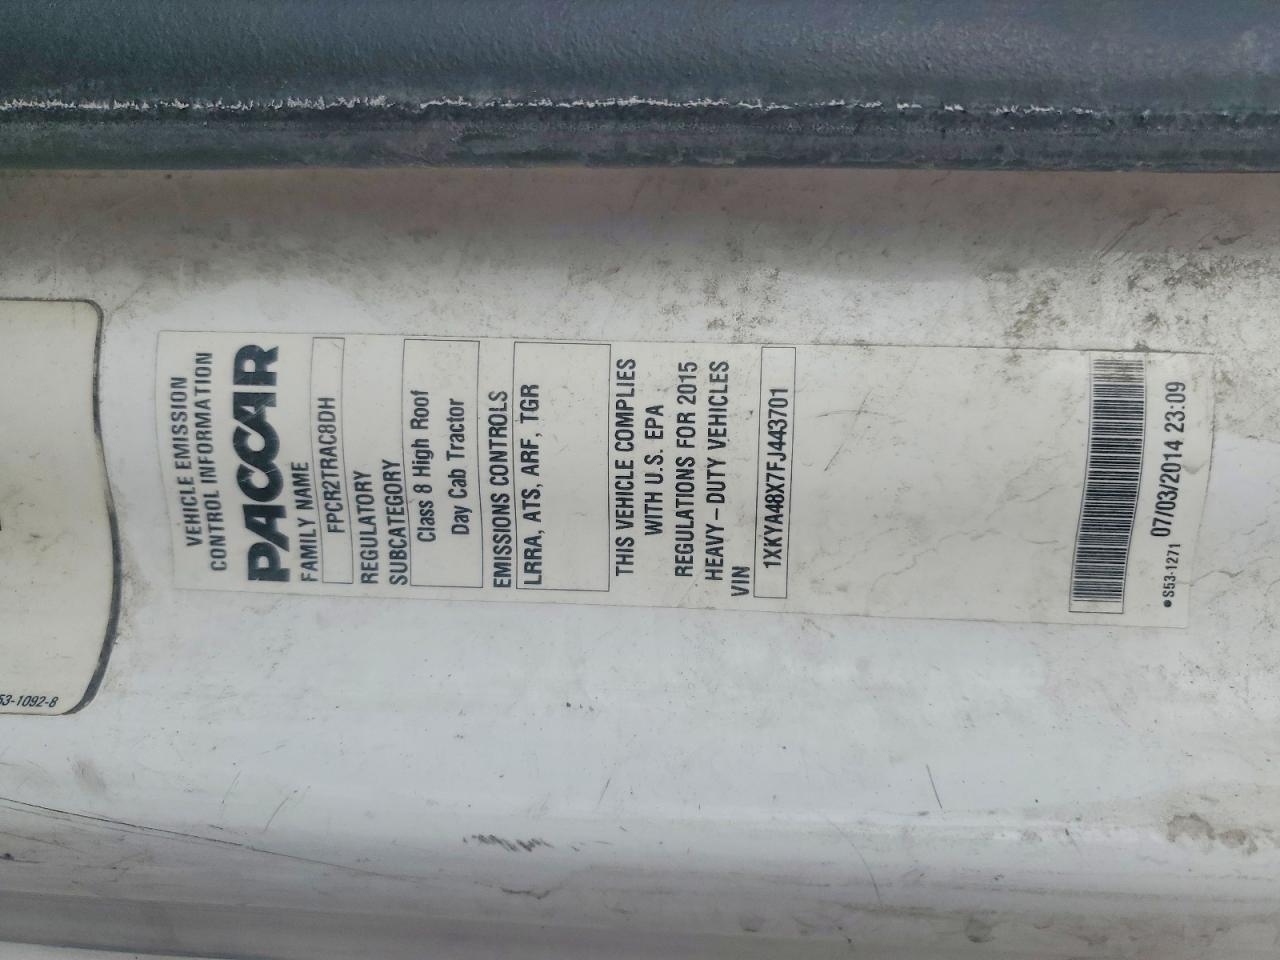 53-1092-8
VEHICLE EMISSION
CONTROL INFORMATION
PACCAR
FAMILY NAME
FPCR2TRAC8DH
REGULATORY
SUBCATEGORY
Class 8 High Roof
Day Cab Tractor
EMISSIONS CONTROLS
LRRA, ATS, ARF, TGR
THIS VEHICLE COMPLIES
WITH U.S. EPA
REGULATIONS FOR 2015
HEAVY – DUTY VEHICLES
VIN
1XKYA48X7FJ443701
•S53-1271 07/03/2014 23:09